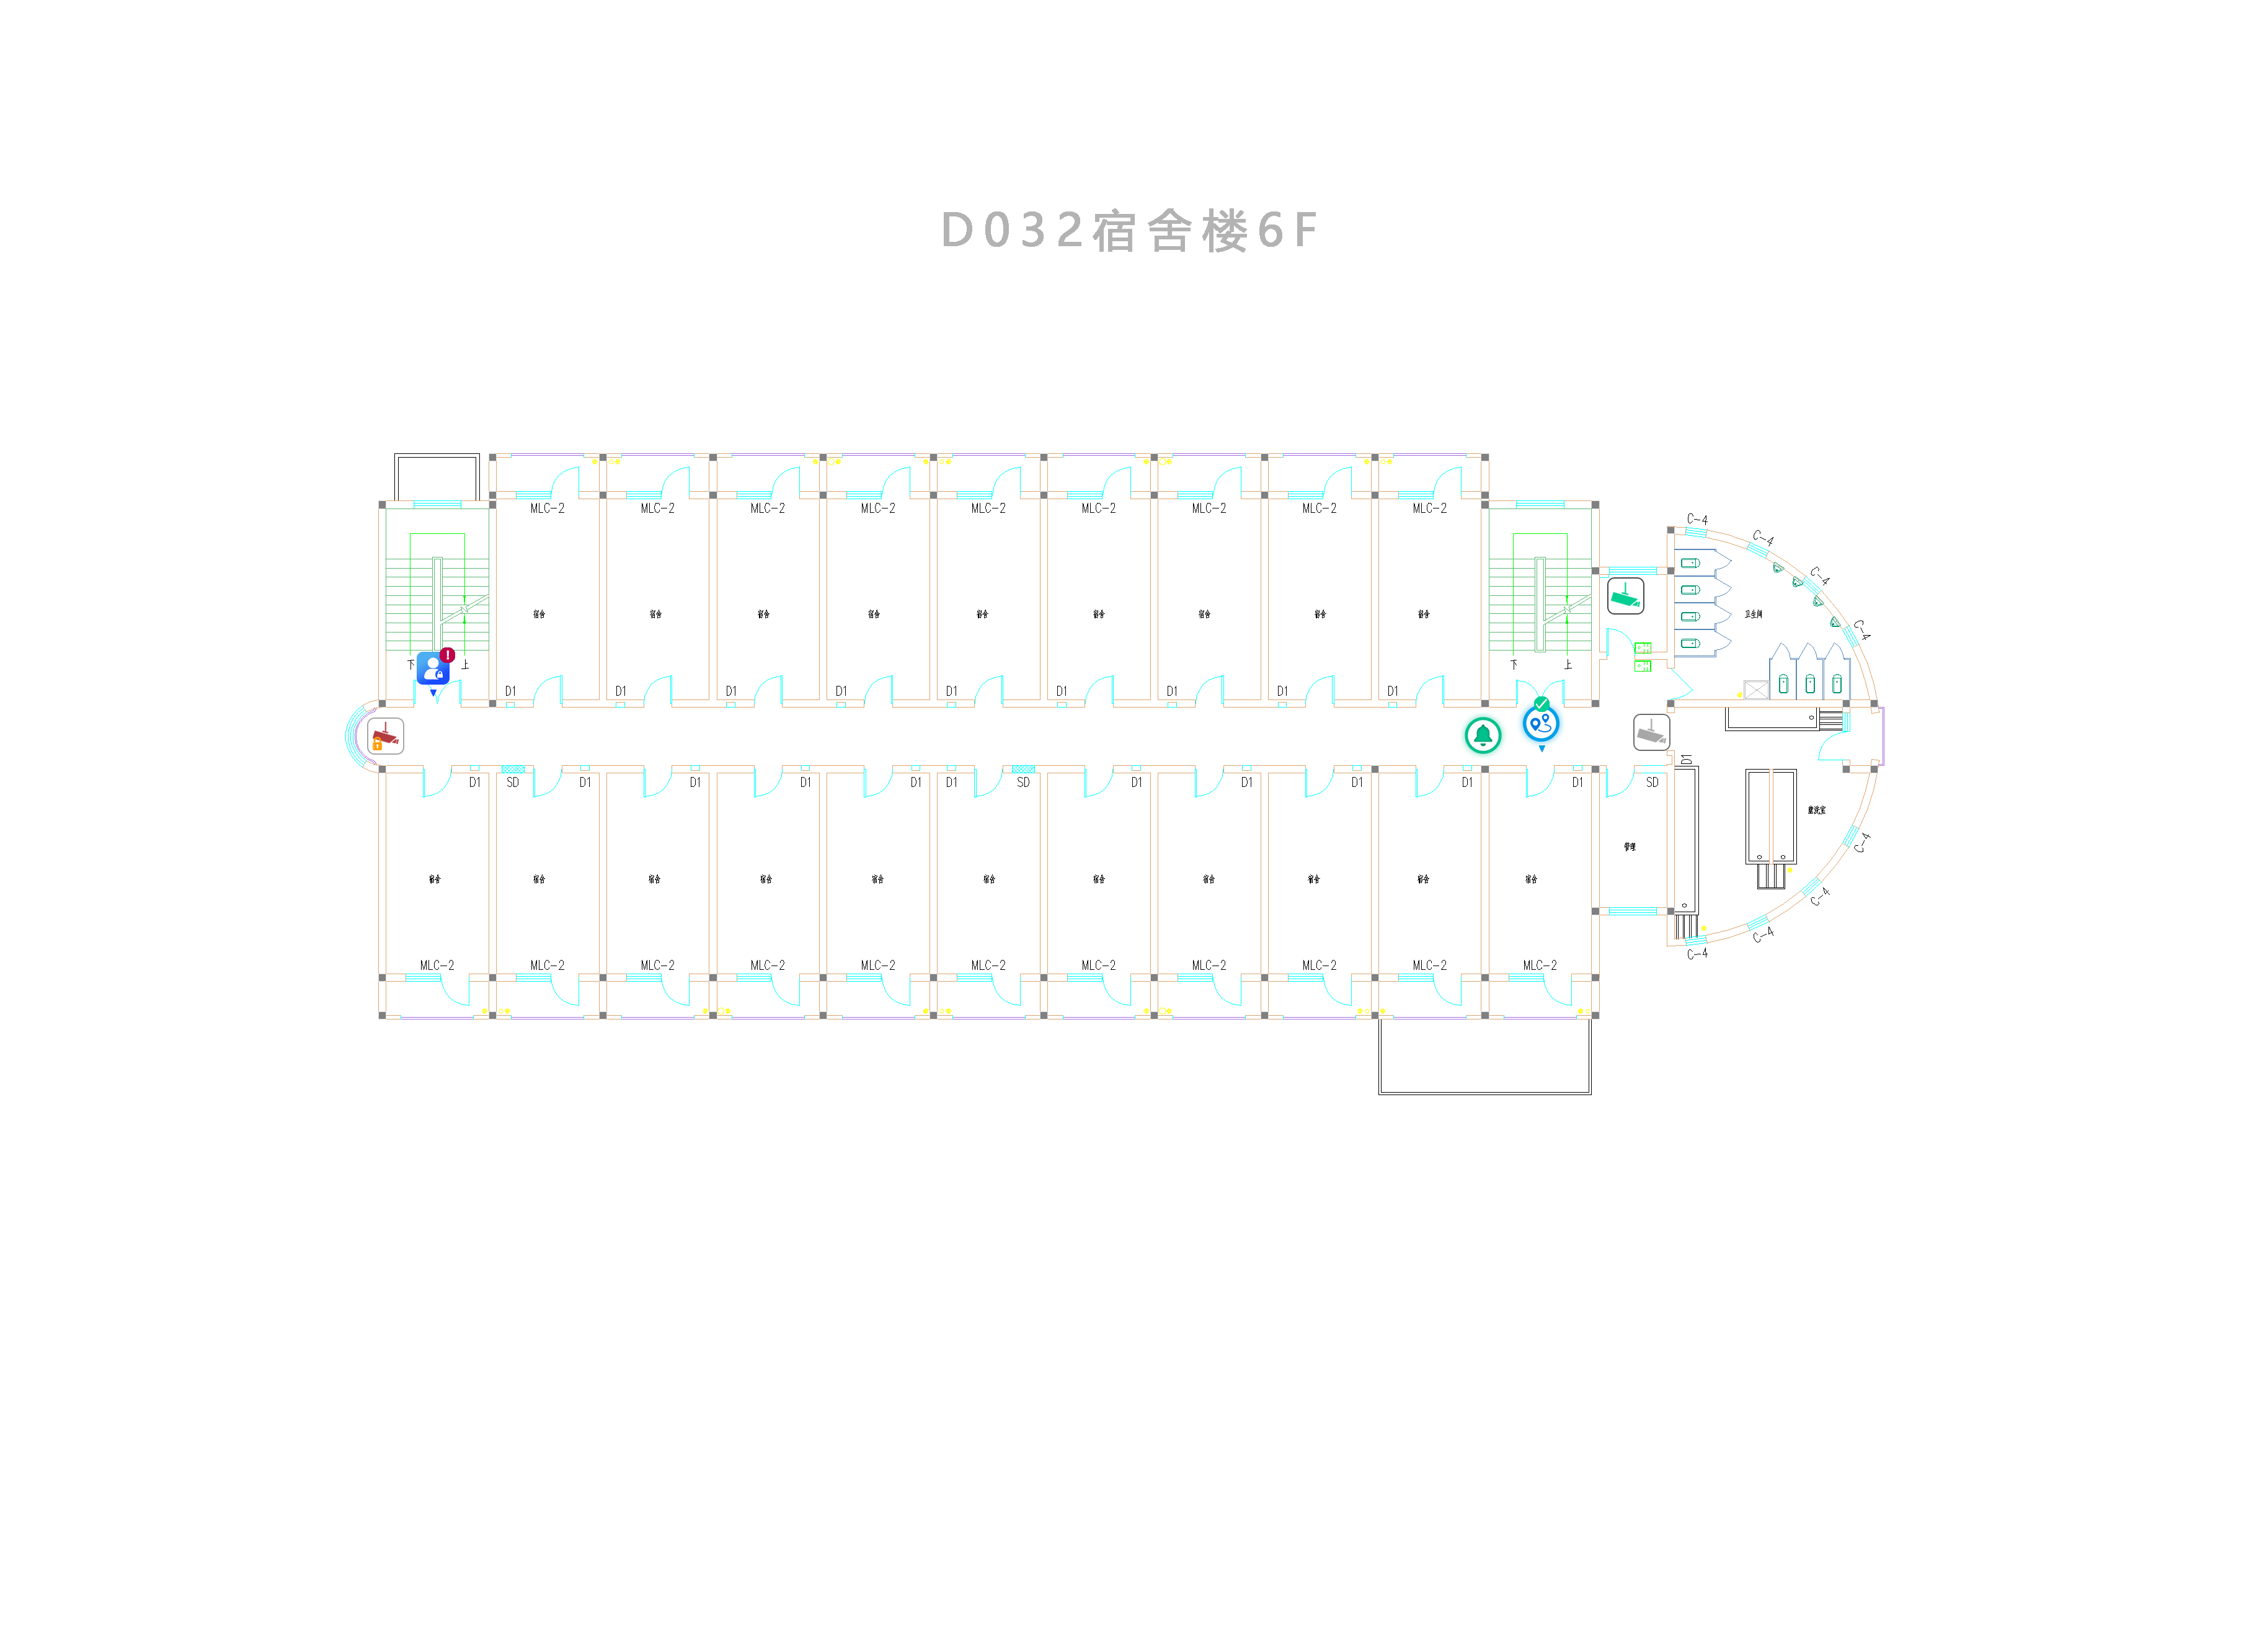 D032宿舍楼6F
MLC-2 MLC-2 MLC-2 MLC-2 MLC-2 MLC-2 MLC-2 MLC-2 MLC-2
C-4
C-4
C-4
C-4
宿舍 宿舍 宿舍 宿舍 宿舍 宿舍 宿舍 宿舍 宿舍 卫生间
下 上 下 上
D1 D1 D1 D1 D1 D1 D1 D1 D1
D1
D1 SD D1 D1 D1 D1 D1 SD D1 D1 D1 D1 D1 SD
盥洗室
管理
C-4
宿舍 宿舍 宿舍 宿舍 宿舍 宿舍 宿舍 宿舍 宿舍 宿舍 宿舍
C-4
C-4
C-4
MLC-2 MLC-2 MLC-2 MLC-2 MLC-2 MLC-2 MLC-2 MLC-2 MLC-2 MLC-2 MLC-2